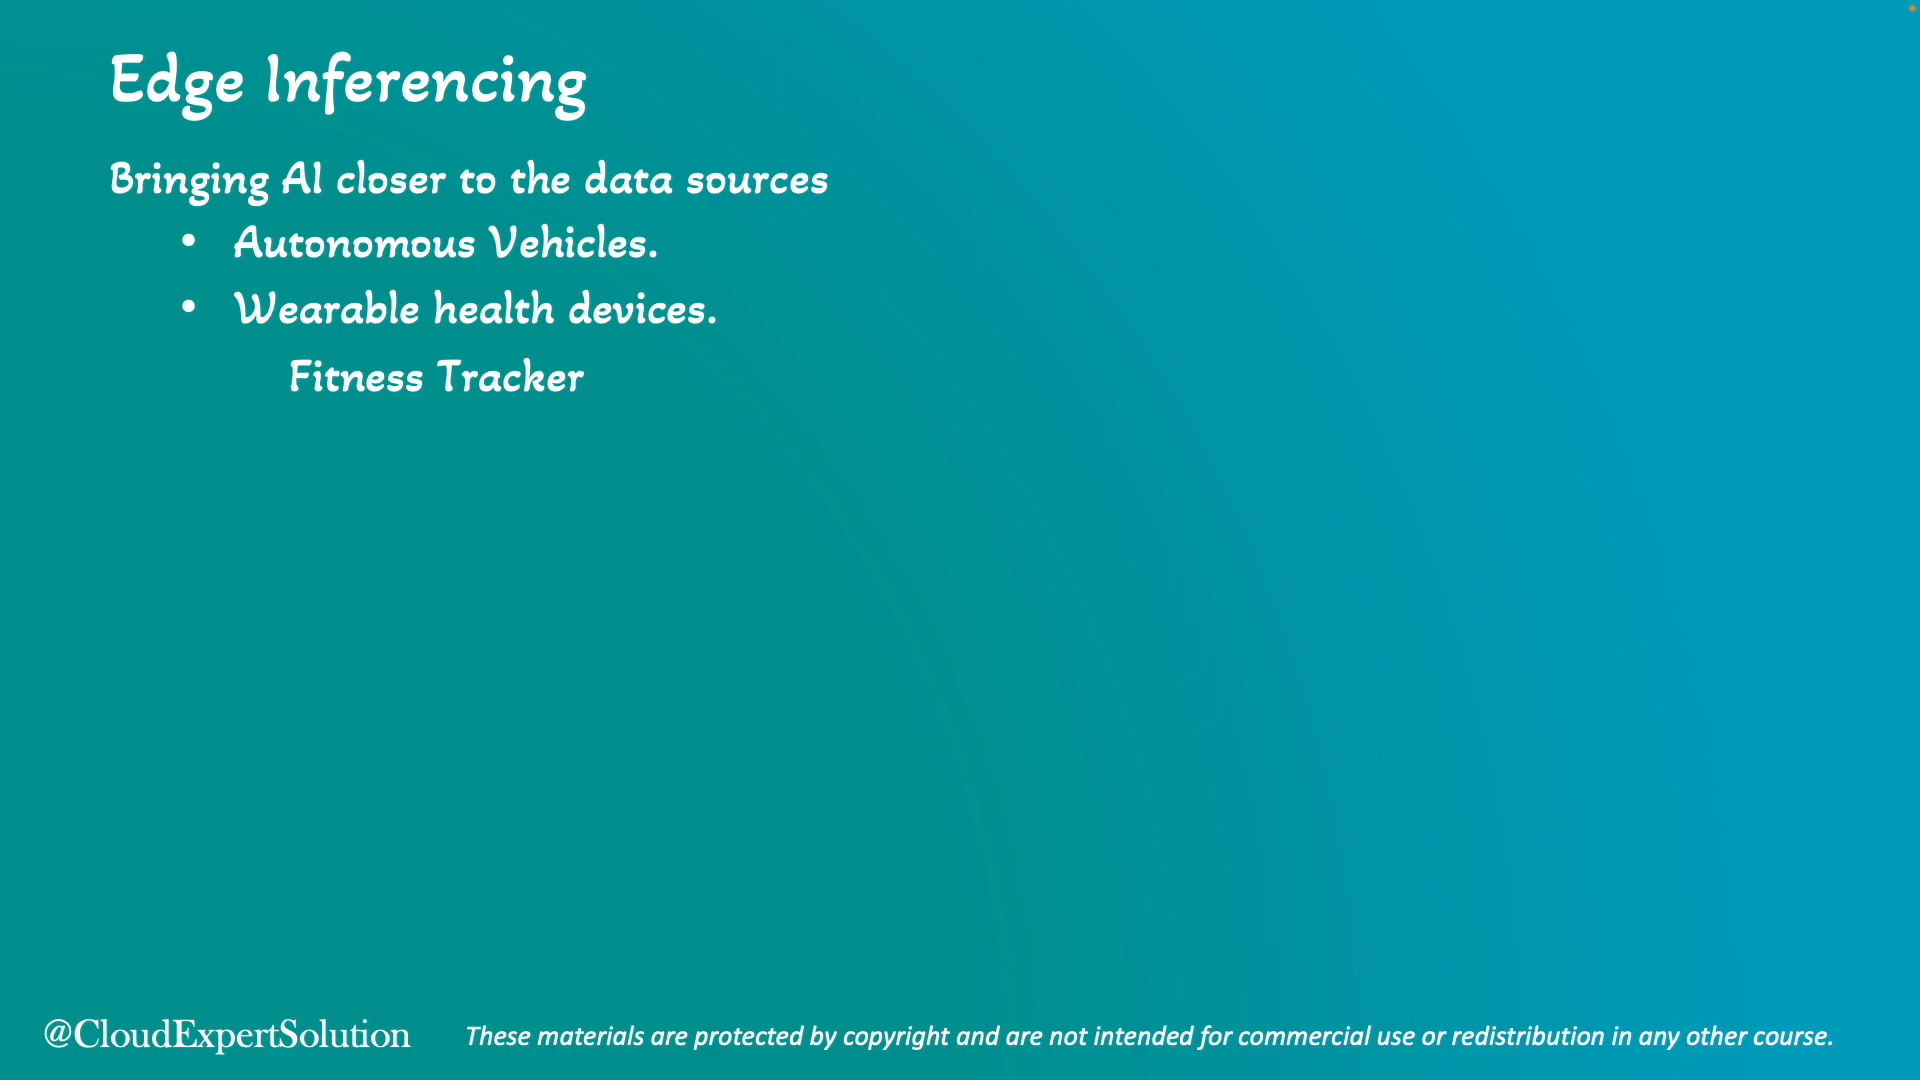 Edge Inferencing
Bringing AI closer to the data sources
• Autonomous Vehicles.
• Wearable health devices.
Fitness Tracker
@CloudExpertSolution
These materials are protected by copyright and are not intended for commercial use or redistribution in any other course.